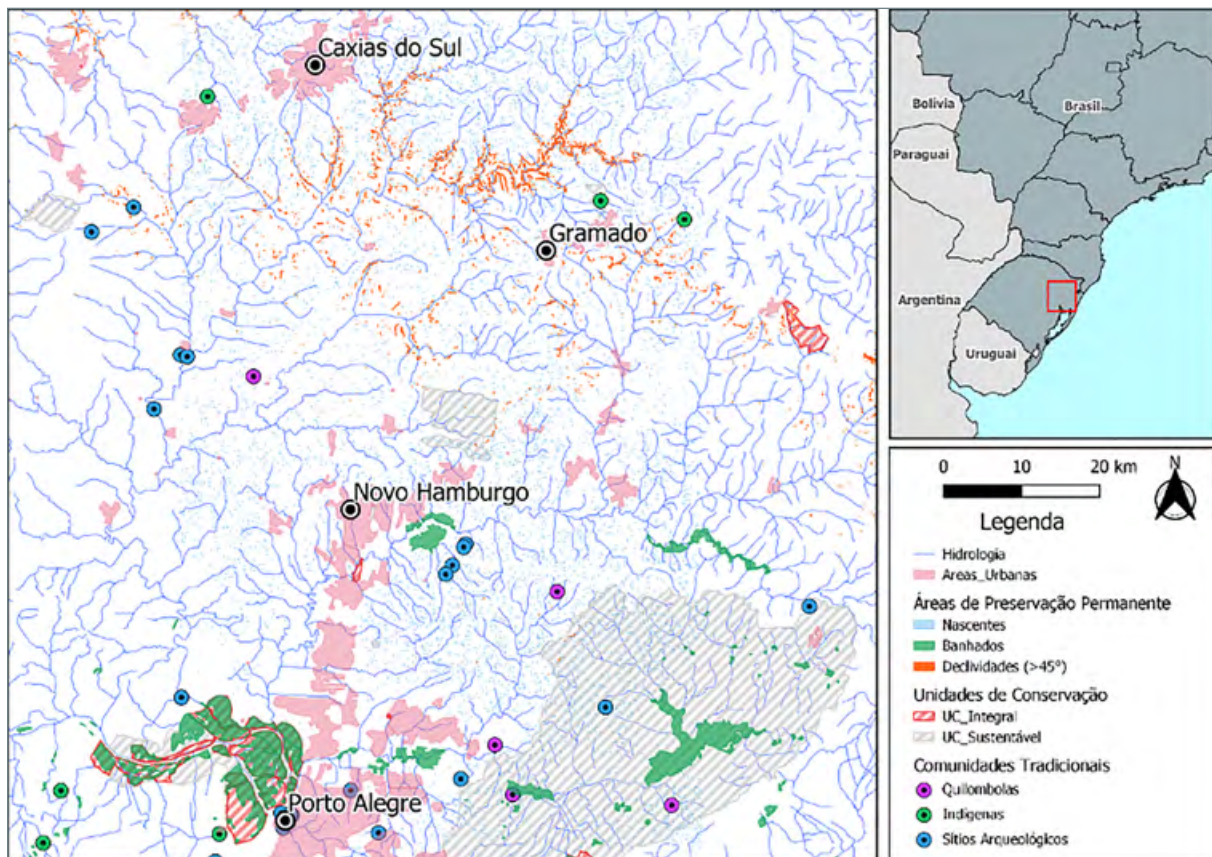 Caxias do Sul
Gramado
Novo Hamburgo
Porto Alegre
Bolívia
Brasil
Paraguai
Argentina
Uruguai
0 10 20 km
N
Legenda
Hidrologia
Areas_Urbanas
Áreas de Preservação Permanente
Nascentes
Banhados
Declividades (>45°)
Unidades de Conservação
UC_Integral
UC_Sustentável
Comunidades Tradicionais
Quilombolas
Indígenas
Sítios Arqueológicos